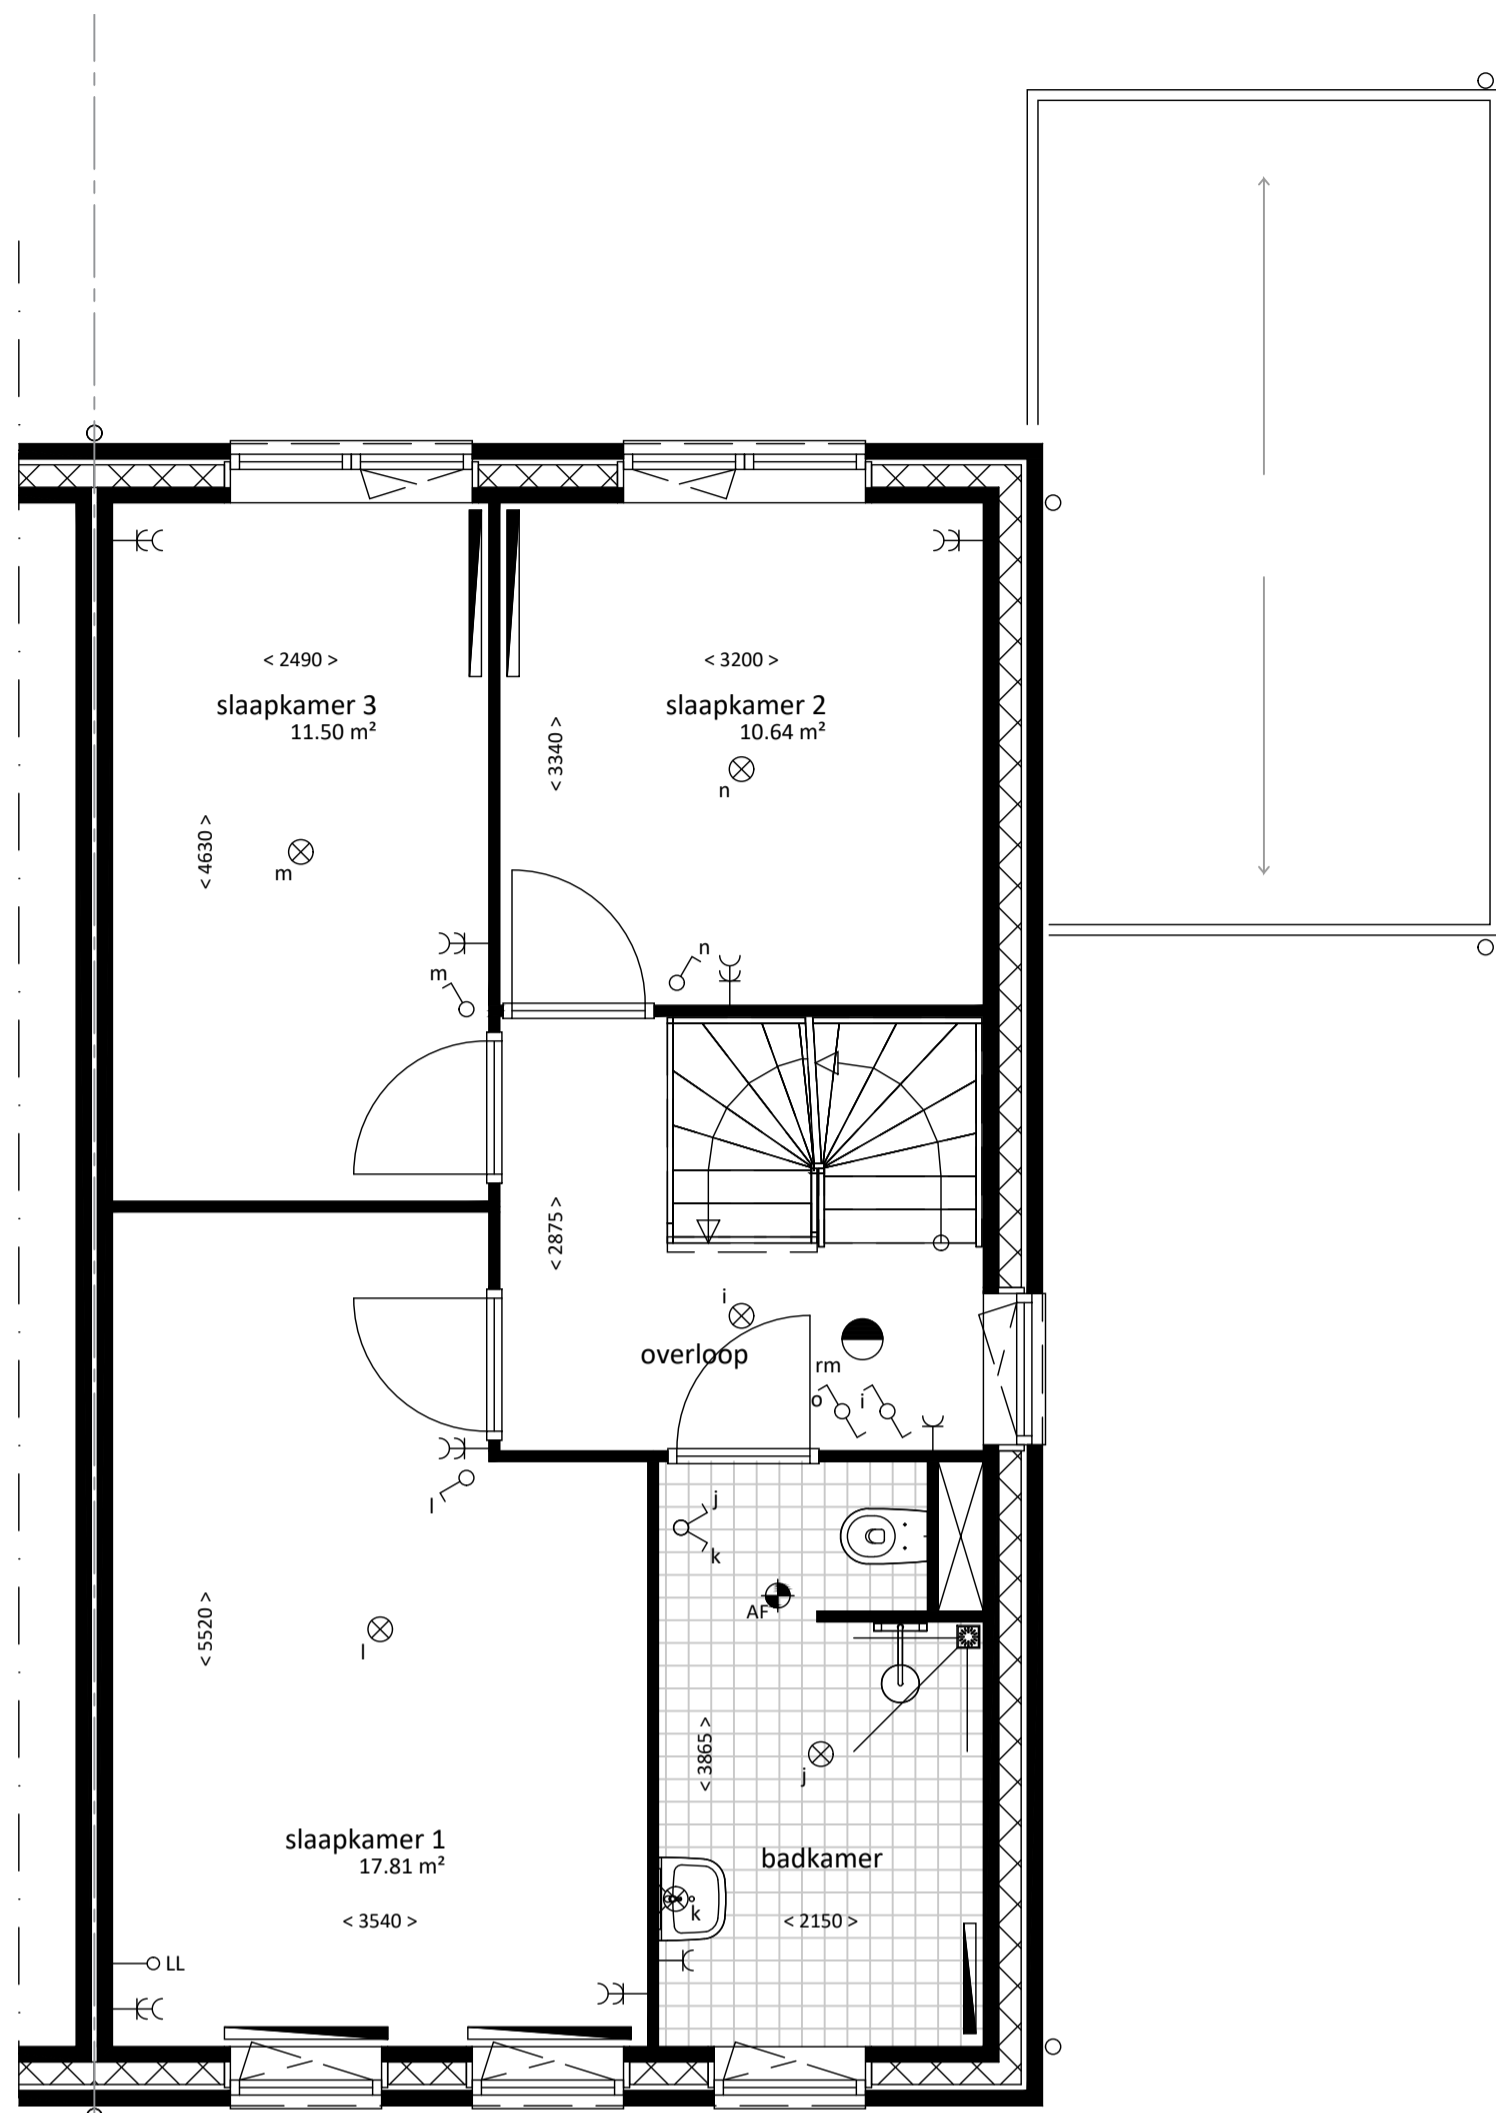 < 2490 >
slaapkamer 3
11.50 m²
< 4630 >
m
m
< 3200 >
slaapkamer 2
10.64 m²
< 3340 >
n
n
< 2875 >
i
overloop
rm
o
i
l
j
k
AF
< 5520 >
l
< 3865 >
j
slaapkamer 1
17.81 m²
badkamer
< 3540 >
k
< 2150 >
LL